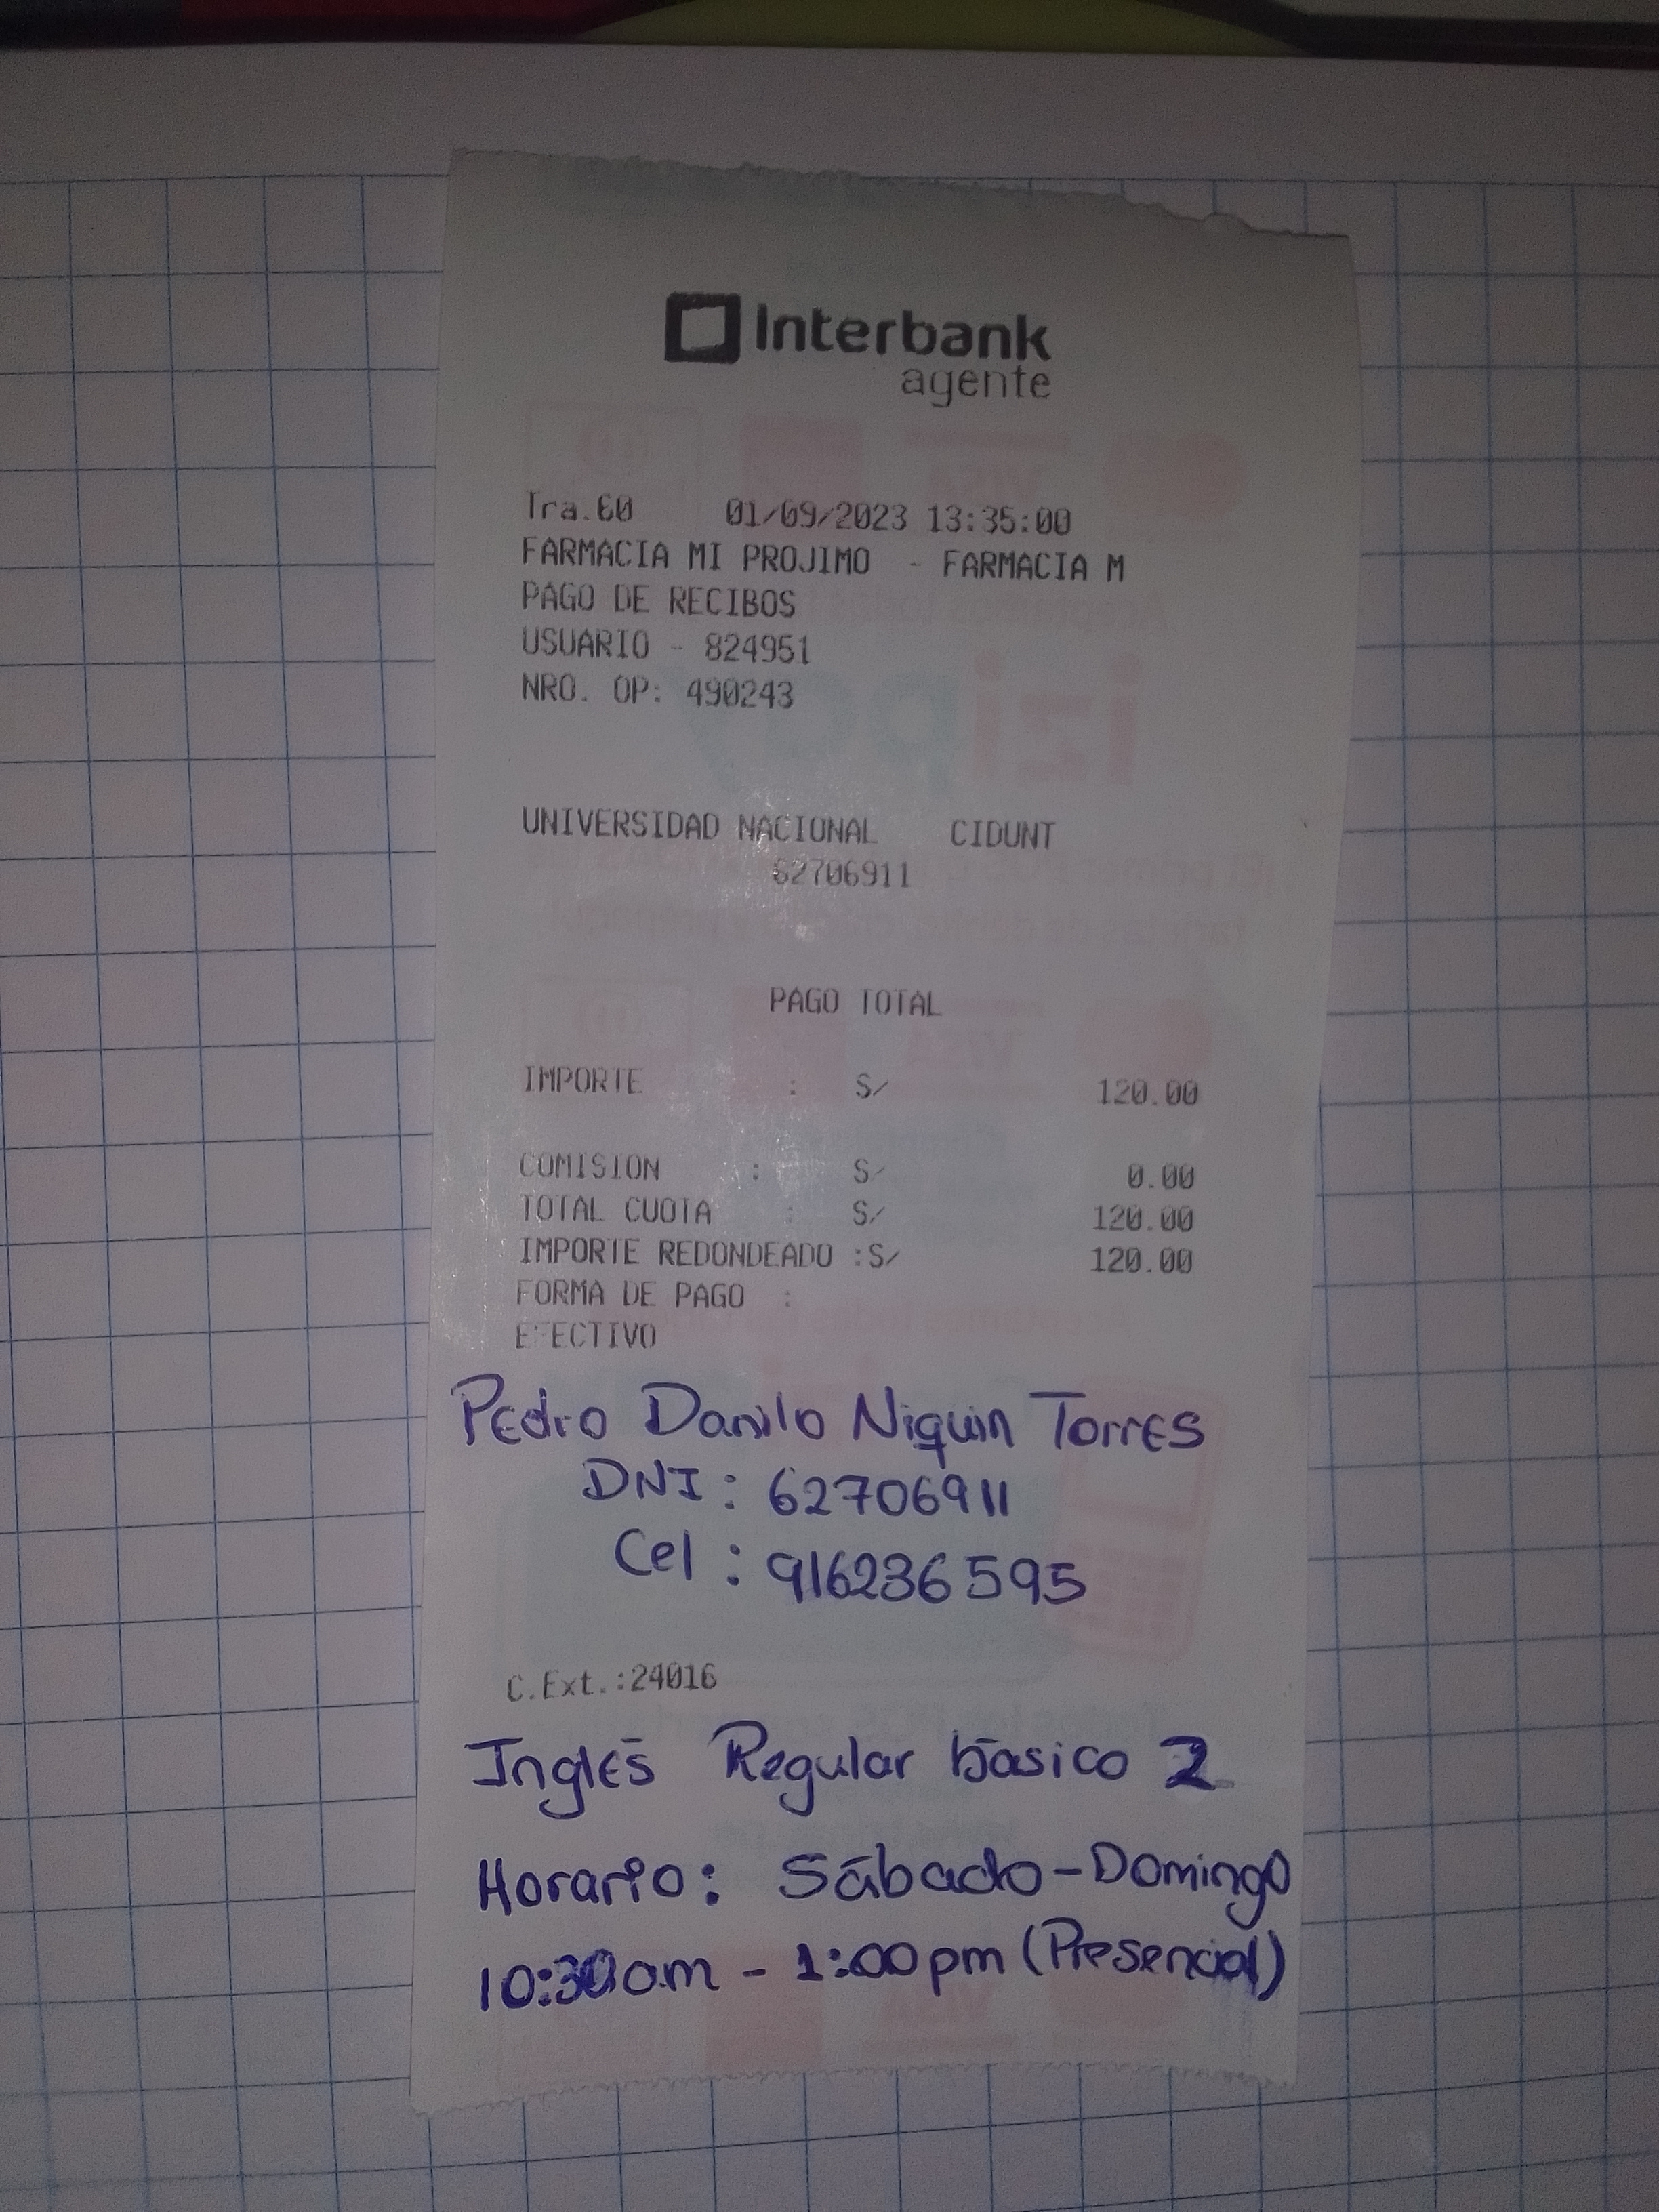 Interbank
agente
Tra.60 01/09/2023 13:35:00
FARMACIA MI PROJIMO - FARMACIA M
PAGO DE RECIBOS
USUARIO - 824951
NRO. OP: 490243
UNIVERSIDAD NACIONAL CIDUNT
62706911
PAGO TOTAL
IMPORTE : S/ 120.00
COMISION : S/ 0.00
TOTAL CUOTA : S/ 120.00
IMPORTE REDONDEADO :S/ 120.00
FORMA DE PAGO :
EFECTIVO
Pedro Danilo Niquin Torres
DNI: 62706911
Cel: 916236595
C.Ext.:24016
Inglés Regular básico 2
Horario: Sábado-Domingo
10:30am - 1:00pm (Presencial)